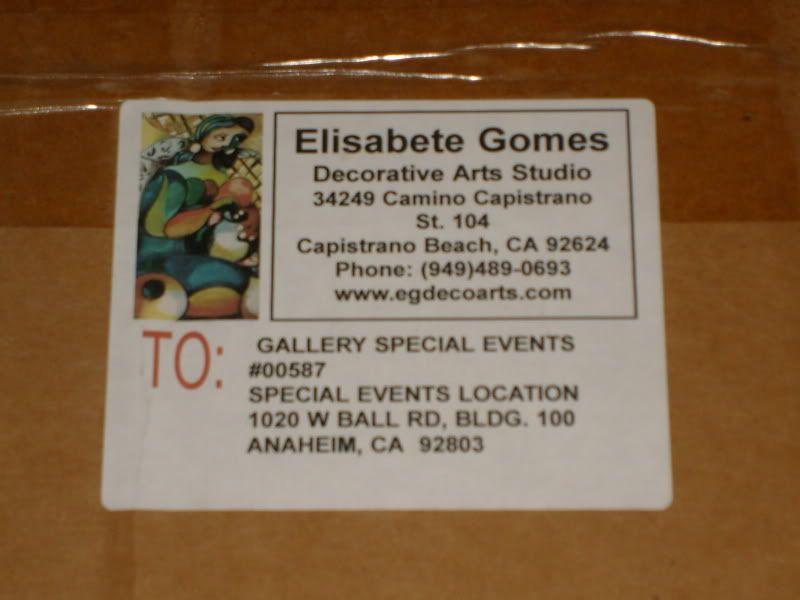 Elisabete Gomes
Decorative Arts Studio
34249 Camino Capistrano
St. 104
Capistrano Beach, CA 92624
Phone: (949)489-0693
www.egdecoarts.com
TO:
GALLERY SPECIAL EVENTS
#00587
SPECIAL EVENTS LOCATION
1020 W BALL RD, BLDG. 100
ANAHEIM, CA 92803